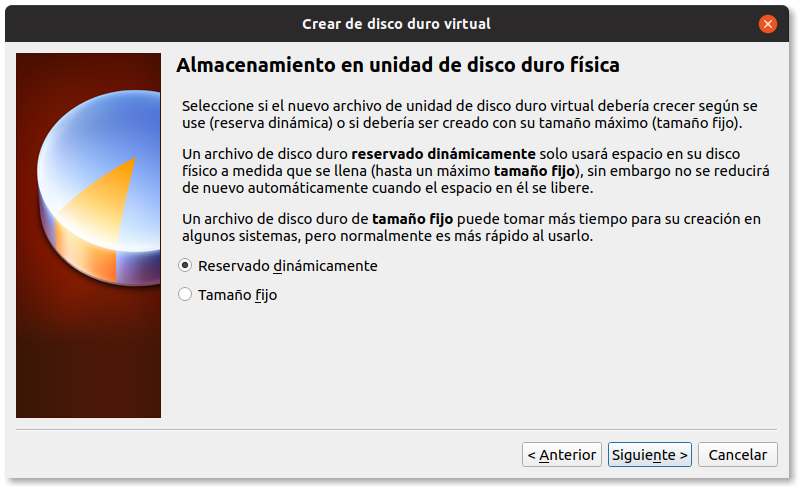 Crear de disco duro virtual
Almacenamiento en unidad de disco duro física
Seleccione si el nuevo archivo de unidad de disco duro virtual debería crecer según se
use (reserva dinámica) o si debería ser creado con su tamaño máximo (tamaño fijo).
Un archivo de disco duro reservado dinámicamente solo usará espacio en su disco
físico a medida que se llena (hasta un máximo tamaño fijo), sin embargo no se reducirá
de nuevo automáticamente cuando el espacio en él se libere.
Un archivo de disco duro de tamaño fijo puede tomar más tiempo para su creación en
algunos sistemas, pero normalmente es más rápido al usarlo.
Reservado dinámicamente
Tamaño fijo
< Anterior
Siguiente >
Cancelar